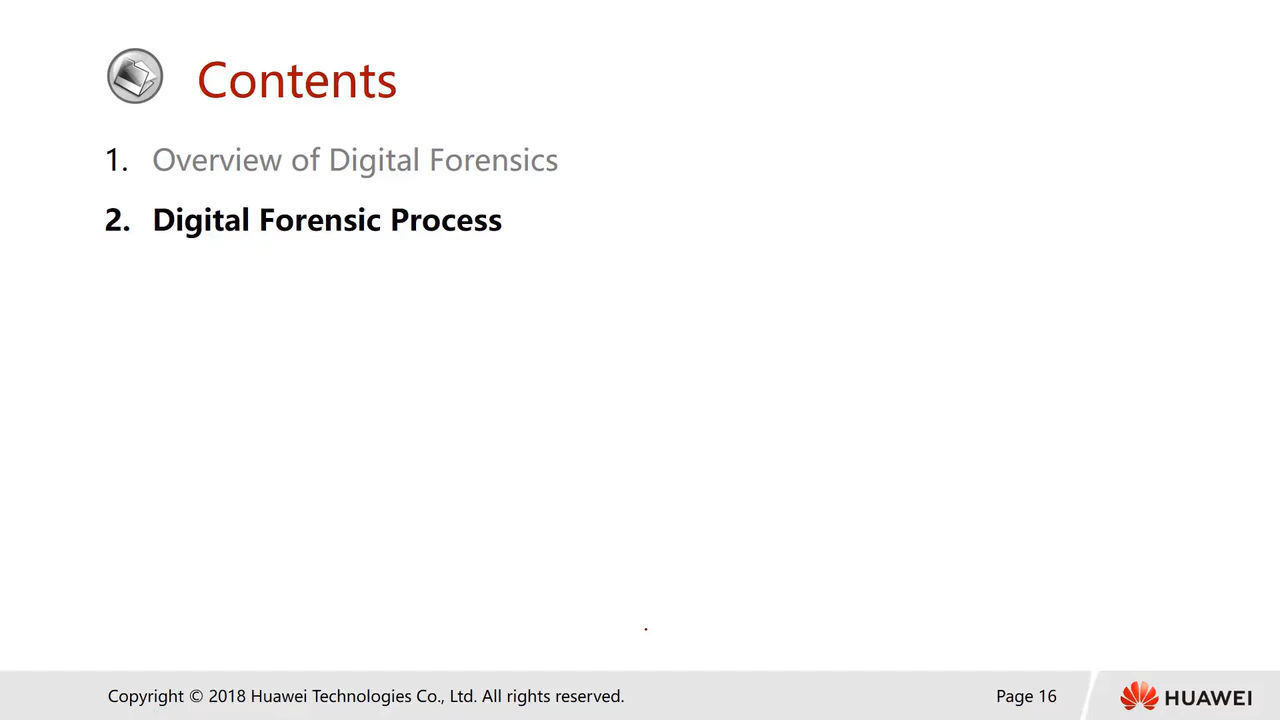 Contents
1. Overview of Digital Forensics
2. Digital Forensic Process
Copyright © 2018 Huawei Technologies Co., Ltd. All rights reserved.
Page 16
HUAWEI